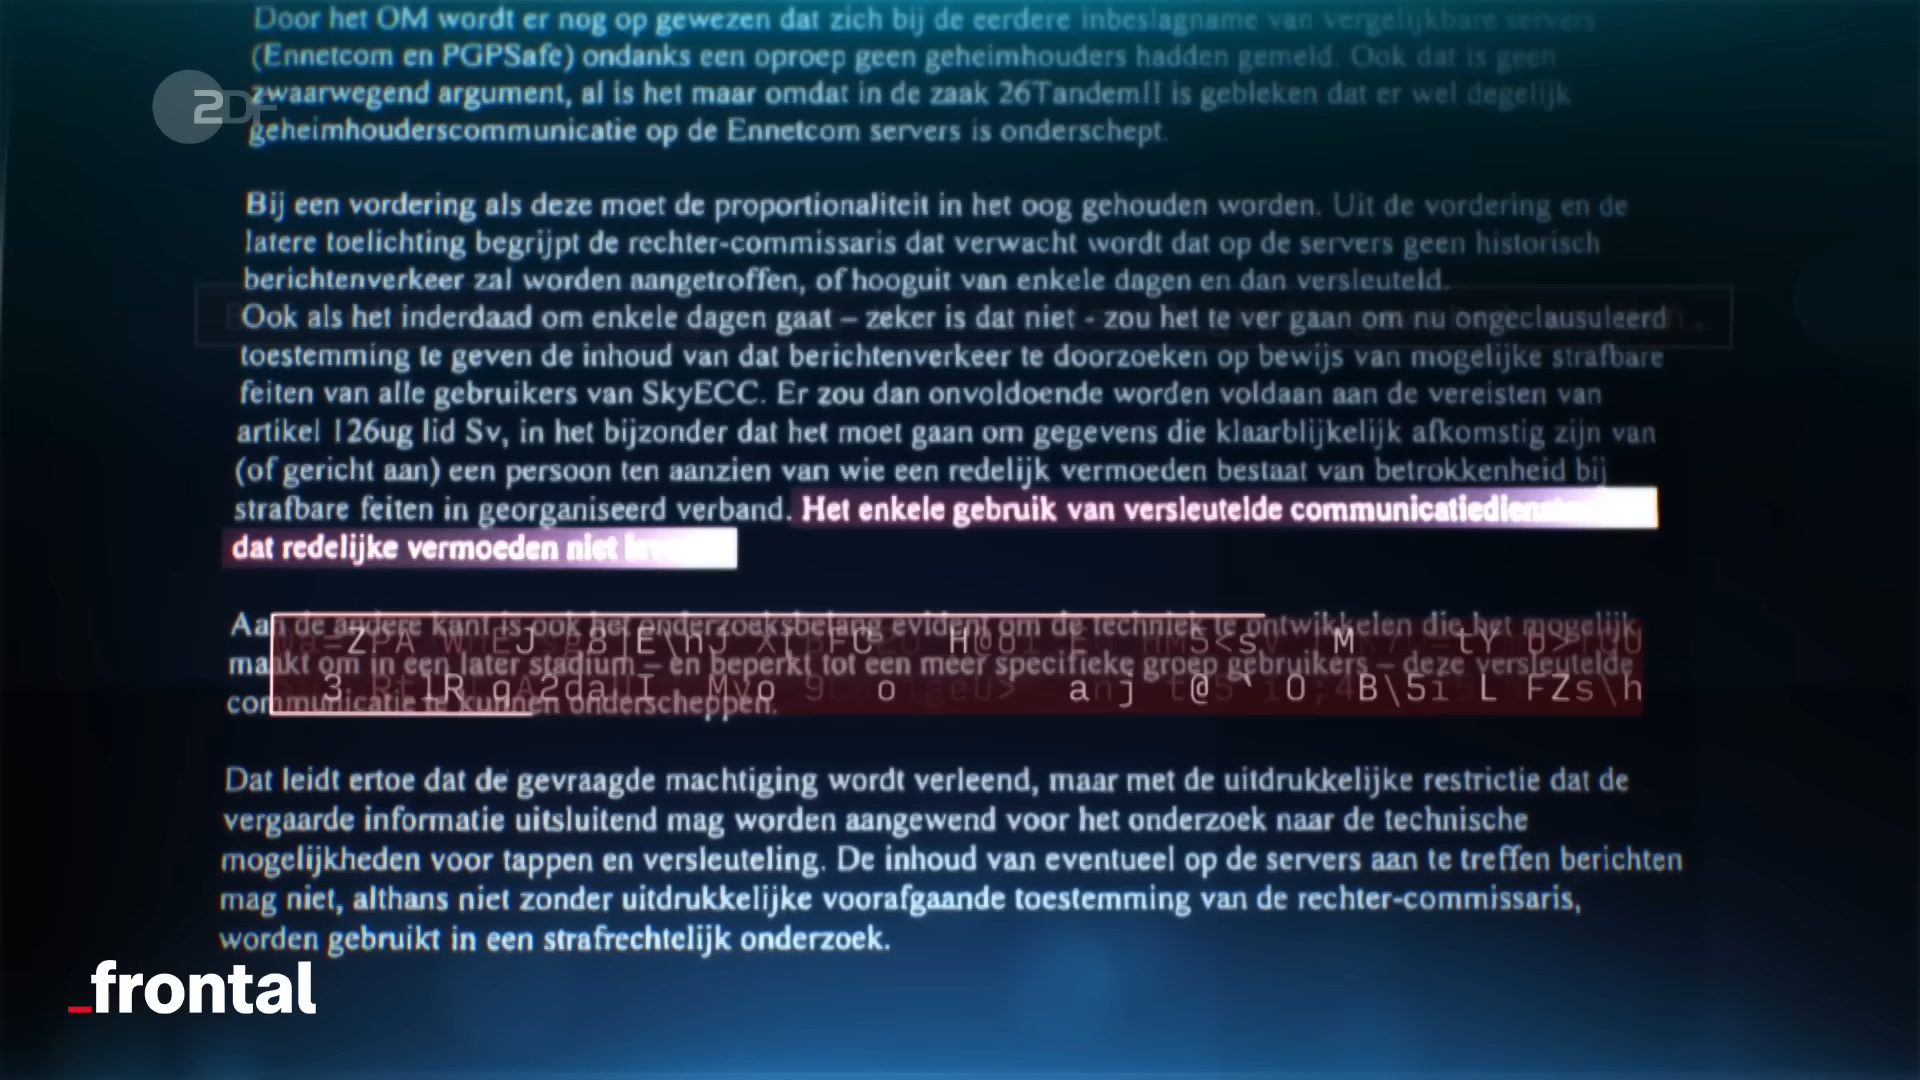 Door het OM wordt er nog op gewezen dat zich bij de eerdere inbeslagname van vergelijkbare servers
(Ennetcom en PGPSafe) ondanks een oproep geen geheimhouders hadden gemeld. Ook dat is geen
zwaarwegend argument, al is het maar omdat in de zaak 26TandemII is gebleken dat er wel degelijk
ZDF
geheimhouderscommunicatie op de Ennetcom servers is onderschept.
Bij een vordering als deze moet de proportionaliteit in het oog gehouden worden. Uit de vordering en de
latere toelichting begrijpt de rechter-commissaris dat verwacht wordt dat op de servers geen historisch
berichtenverkeer zal worden aangetroffen, of hooguit van enkele dagen en dan versleuteld.
Ook als het inderdaad om enkele dagen gaat – zeker is dat niet - zou het te ver gaan om nu ongeclausuleerd
toestemming te geven de inhoud van dat berichtenverkeer te doorzoeken op bewijs van mogelijke strafbare
feiten van alle gebruikers van SkyECC. Er zou dan onvoldoende worden voldaan aan de vereisten van
artikel 126ug lid Sv, in het bijzonder dat het moet gaan om gegevens die klaarblijkelijk afkomstig zijn van
(of gericht aan) een persoon ten aanzien van wie een redelijk vermoeden bestaat van betrokkenheid bij
strafbare feiten in georganiseerd verband. Het enkele gebruik van versleutelde communicatiediensten
dat redelijke vermoeden niet
Aan de andere kant is ook het onderzoeksbelang evident om de techniek te ontwikkelen die het mogelijk
maakt om in een later stadium – en beperkt tot een meer specifieke groep gebruikers – deze versleutelde
communicatie te kunnen onderscheppen.
Dat leidt ertoe dat de gevraagde machtiging wordt verleend, maar met de uitdrukkelijke restrictie dat de
vergaarde informatie uitsluitend mag worden aangewend voor het onderzoek naar de technische
mogelijkheden voor tappen en versleuteling. De inhoud van eventueel op de servers aan te treffen berichten
mag niet, althans niet zonder uitdrukkelijke voorafgaande toestemming van de rechter-commissaris,
worden gebruikt in een strafrechtelijk onderzoek.
_frontal